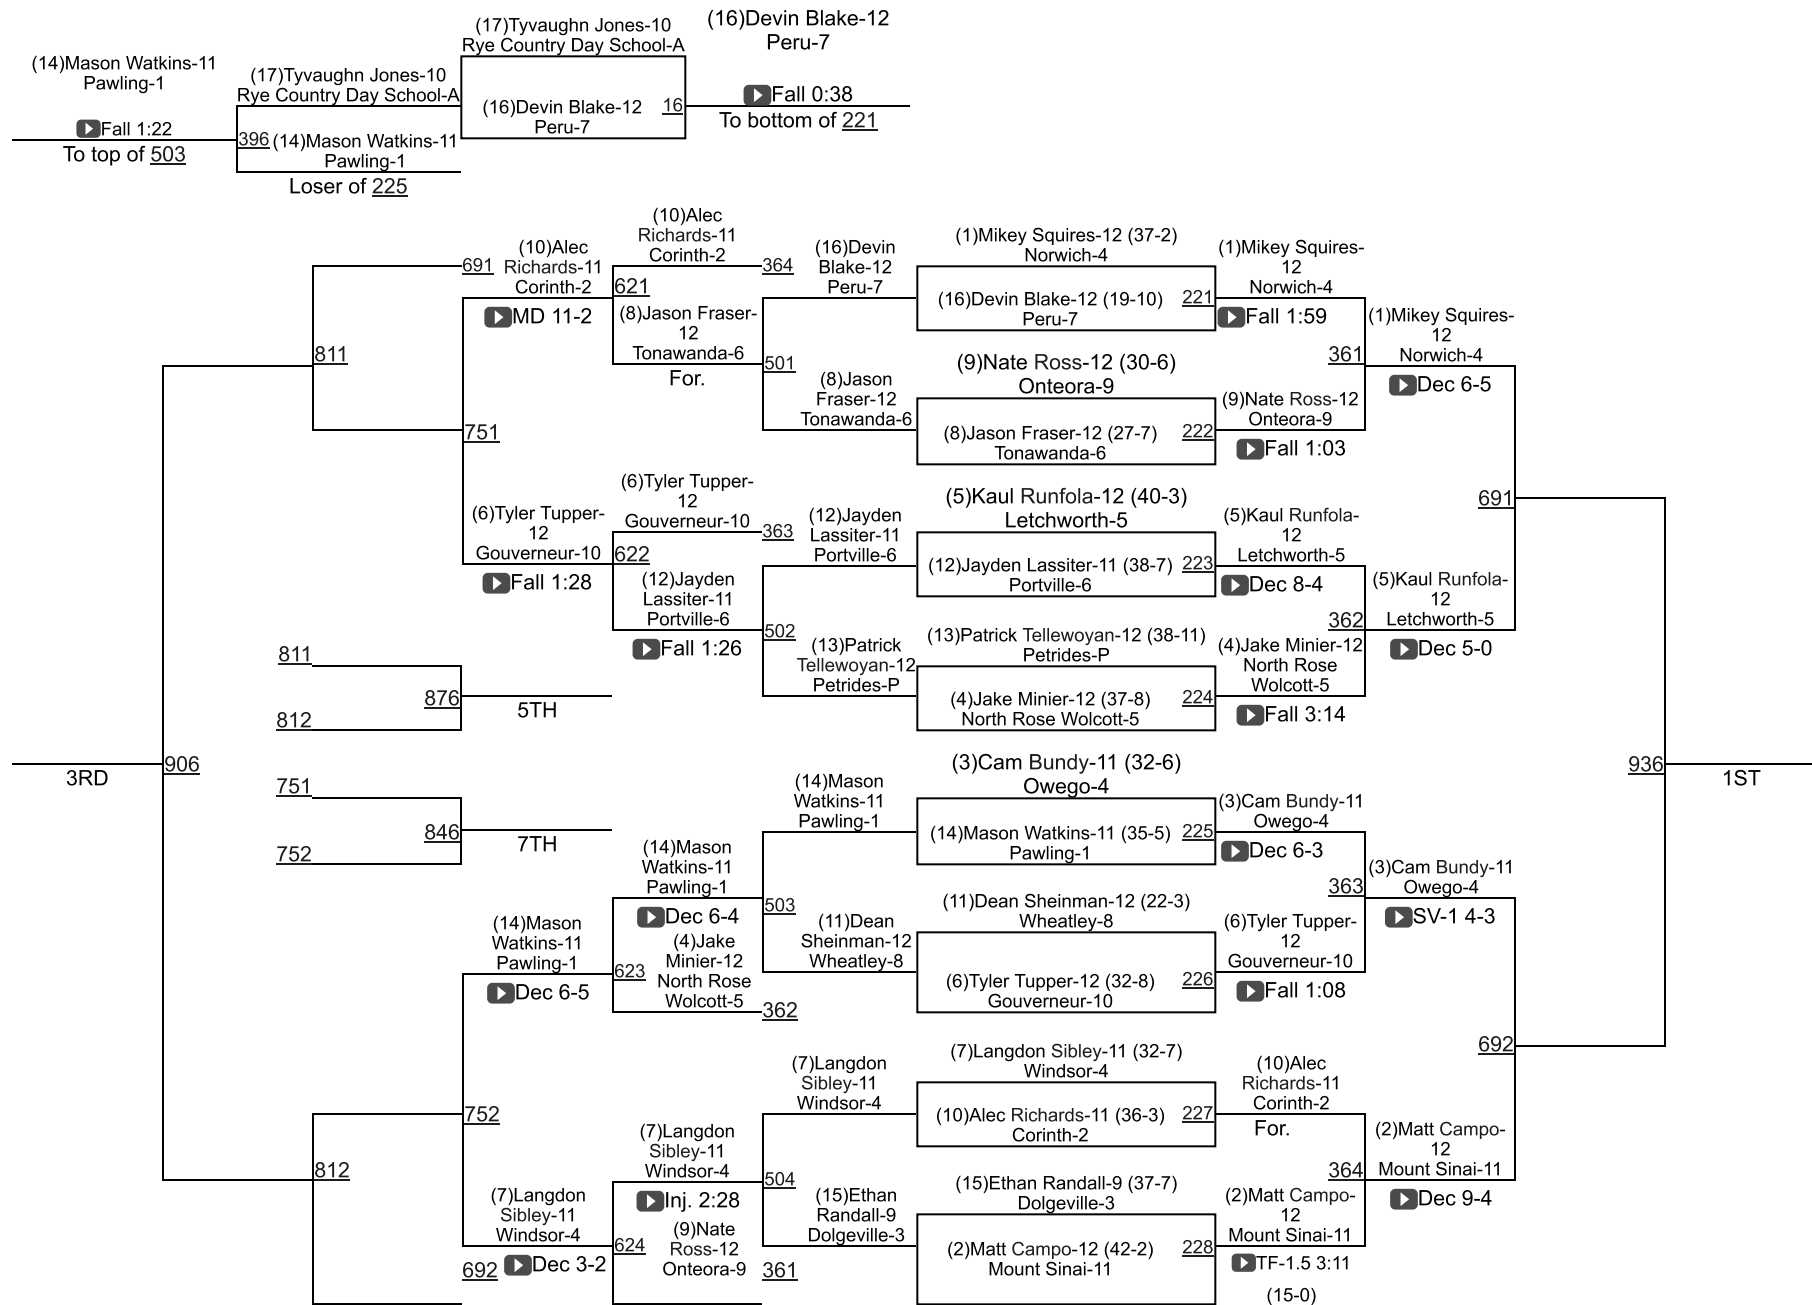 (14)Mason Watkins-11
Pawling-1
Fall 1:22
To top of 503
(17)Tyvaughn Jones-10
Rye Country Day School-A
396
(14)Mason Watkins-11
Pawling-1
Loser of 225
(17)Tyvaughn Jones-10
Rye Country Day School-A
(16)Devin Blake-12
Peru-7
16
(16)Devin Blake-12
Peru-7
Fall 0:38
To bottom of 221
(1)Mikey Squires-12 (37-2)
Norwich-4
(16)Devin Blake-12 (19-10)
Peru-7
221
(9)Nate Ross-12 (30-6)
Onteora-9
(8)Jason Fraser-12 (27-7)
Tonawanda-6
222
(5)Kaul Runfola-12 (40-3)
Letchworth-5
(12)Jayden Lassiter-11 (38-7)
Portville-6
223
(13)Patrick Tellewoyan-12 (38-11)
Petrides-P
(4)Jake Minier-12 (37-8)
North Rose Wolcott-5
224
(3)Cam Bundy-11 (32-6)
Owego-4
(14)Mason Watkins-11 (35-5)
Pawling-1
225
(11)Dean Sheinman-12 (22-3)
Wheatley-8
(6)Tyler Tupper-12 (32-8)
Gouverneur-10
226
(7)Langdon Sibley-11 (32-7)
Windsor-4
(10)Alec Richards-11 (36-3)
Corinth-2
227
(15)Ethan Randall-9 (37-7)
Dolgeville-3
(2)Matt Campo-12 (42-2)
Mount Sinai-11
228
(1)Mikey Squires-
12
Norwich-4
Fall 1:59
361
(9)Nate Ross-12
Onteora-9
Fall 1:03
(5)Kaul Runfola-
12
Letchworth-5
Dec 8-4
362
(4)Jake Minier-12
North Rose
Wolcott-5
Fall 3:14
(3)Cam Bundy-11
Owego-4
Dec 6-3
363
(6)Tyler Tupper-
12
Gouverneur-10
Fall 1:08
(10)Alec
Richards-11
Corinth-2
For.
364
(2)Matt Campo-
12
Mount Sinai-11
TF-1.5 3:11
(15-0)
(1)Mikey Squires-
12
Norwich-4
Dec 6-5
691
(5)Kaul Runfola-
12
Letchworth-5
Dec 5-0
(3)Cam Bundy-11
Owego-4
SV-1 4-3
692
(2)Matt Campo-
12
Mount Sinai-11
Dec 9-4
936
1ST
(16)Devin
Blake-12
Peru-7
501
(8)Jason
Fraser-12
Tonawanda-6
(12)Jayden
Lassiter-11
Portville-6
502
(13)Patrick
Tellewoyan-12
Petrides-P
(14)Mason
Watkins-11
Pawling-1
503
(11)Dean
Sheinman-12
Wheatley-8
(7)Langdon
Sibley-11
Windsor-4
504
(15)Ethan
Randall-9
Dolgeville-3
(10)Alec
Richards-11
Corinth-2
364
621
(8)Jason Fraser-
12
Tonawanda-6
For.
(6)Tyler Tupper-
12
Gouverneur-10
363
622
(12)Jayden
Lassiter-11
Portville-6
Fall 1:26
(14)Mason
Watkins-11
Pawling-1
Dec 6-4
623
(4)Jake
Minier-12
North Rose
Wolcott-5
362
(7)Langdon
Sibley-11
Windsor-4
Inj. 2:28
624
(9)Nate
Ross-12
Onteora-9
361
691
(10)Alec
Richards-11
Corinth-2
MD 11-2
751
(6)Tyler Tupper-
12
Gouverneur-10
Fall 1:28
(14)Mason
Watkins-11
Pawling-1
Dec 6-5
752
(7)Langdon
Sibley-11
Windsor-4
Dec 3-2
692
811
812
906
3RD
811
876
812
5TH
751
846
752
7TH